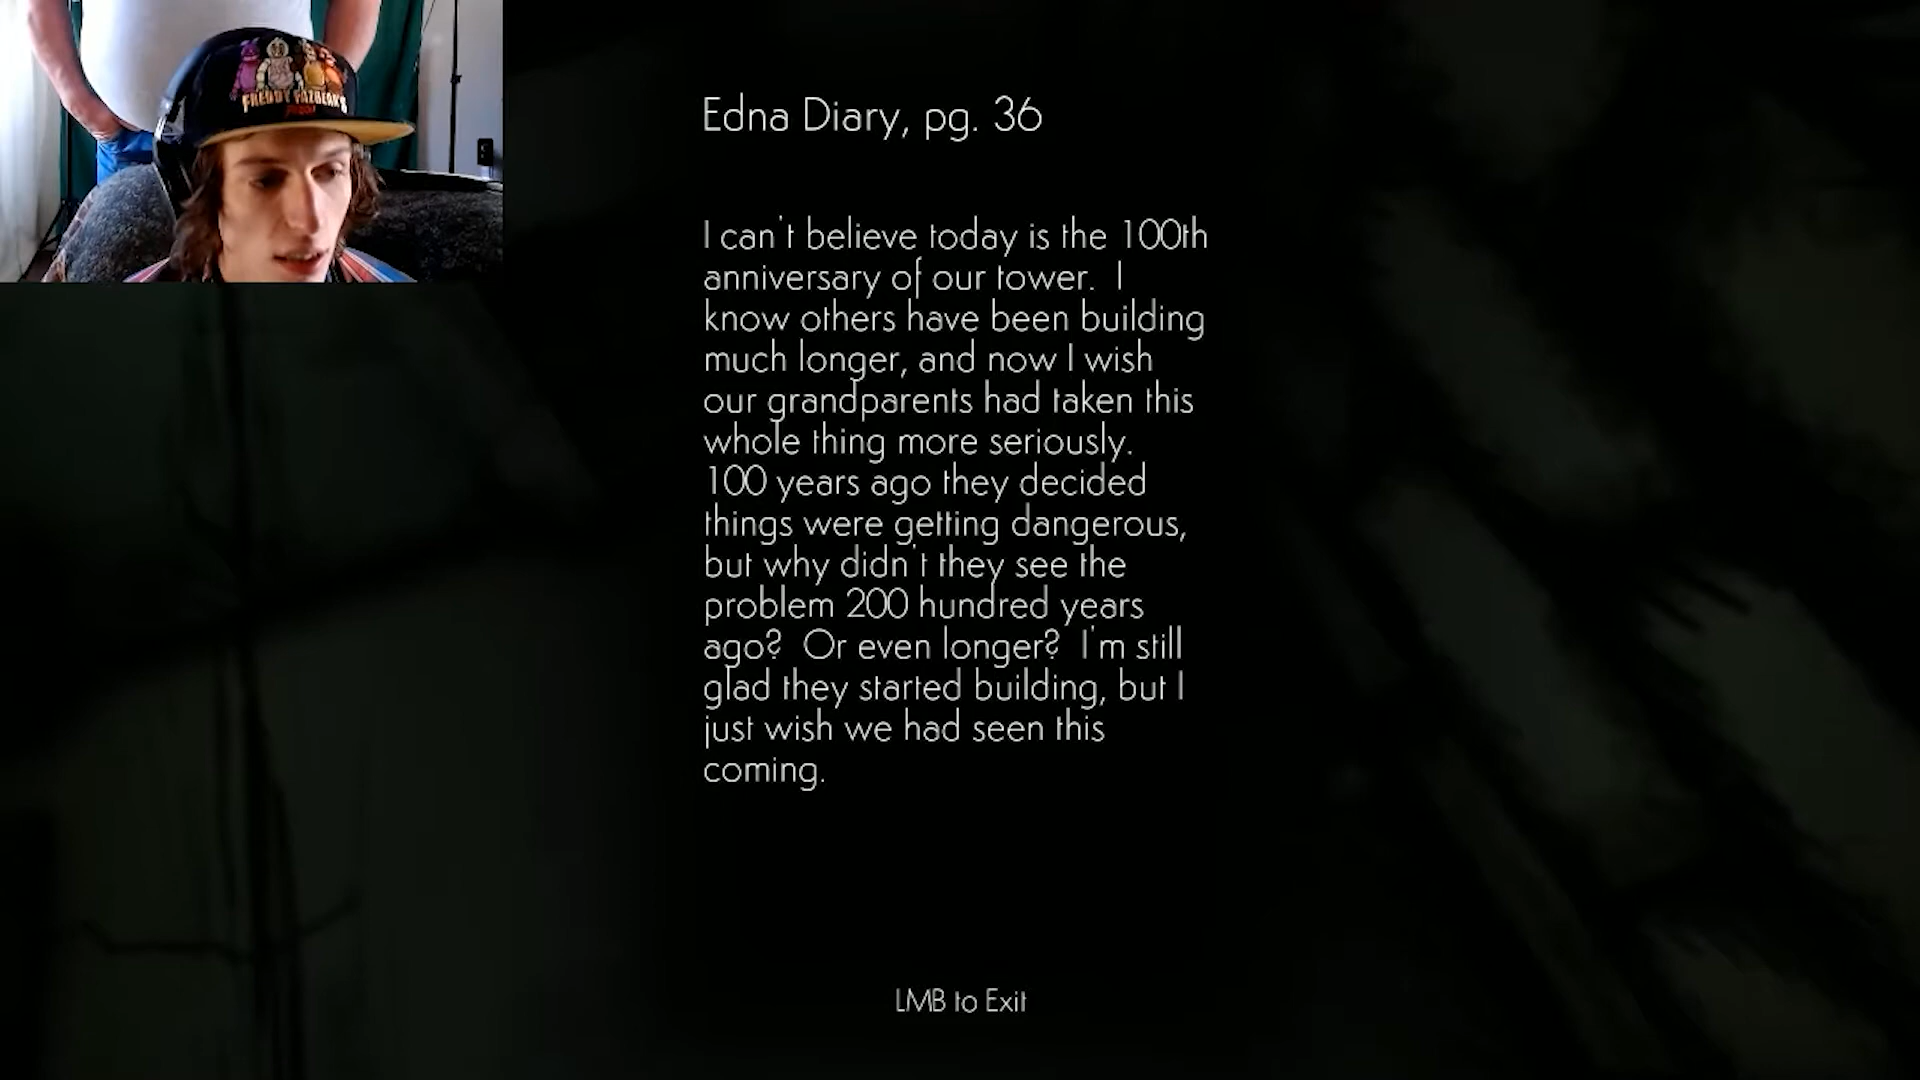 FREDDY FAZBEAR'S
Edna Diary, pg. 36
I can't believe today is the 100th
anniversary of our tower.  I
know others have been building
much longer, and now I wish
our grandparents had taken this
whole thing more seriously.
100 years ago they decided
things were getting dangerous,
but why didn't they see the
problem 200 hundred years
ago?  Or even longer?  I'm still
glad they started building, but I
just wish we had seen this
coming.
LMB to Exit